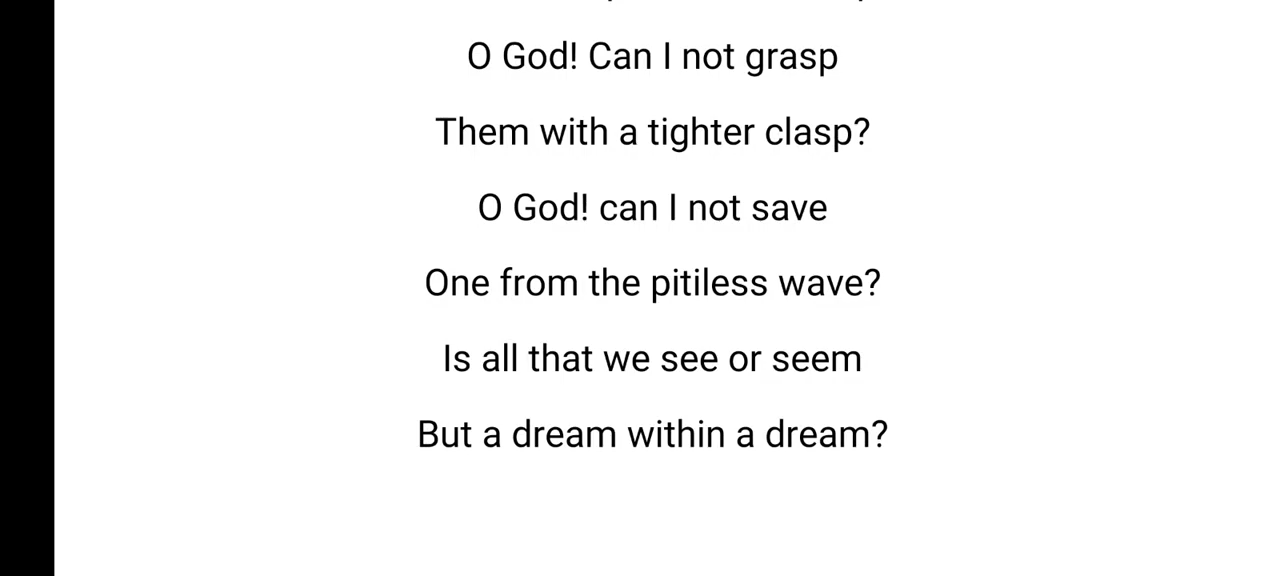 O God! Can I not grasp
Them with a tighter clasp?
O God! can I not save
One from the pitiless wave?
Is all that we see or seem
But a dream within a dream?